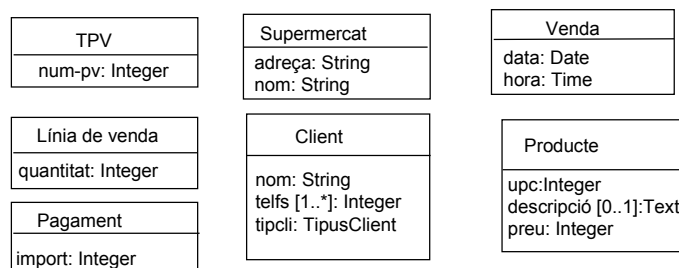 TPV
num-pv: Integer
Supermercat
adreça: String
nom: String
Venda
data: Date
hora: Time
Línia de venda
quantitat: Integer
Client
nom: String
telfs [1..*]: Integer
tipcli: TipusClient
Producte
upc:Integer
descripció [0..1]:Text
preu: Integer
Pagament
import: Integer